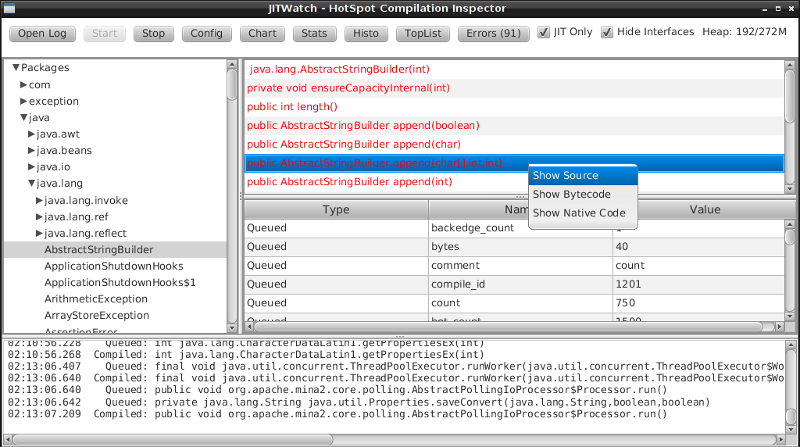 JITWatch - HotSpot Compilation Inspector
Open Log Start Stop Config Chart Stats Histo TopList Errors (91) JIT Only Hide Interfaces Heap: 192/272M
Packages
com
exception
java
java.awt
java.beans
java.io
java.lang
java.lang.invoke
java.lang.ref
java.lang.reflect
AbstractStringBuilder
ApplicationShutdownHooks
ApplicationShutdownHooks$1
ArithmeticException
ArrayStoreException
AssertionError
java.lang.AbstractStringBuilder(int)
private void ensureCapacityInternal(int)
public int length()
public AbstractStringBuilder append(boolean)
public AbstractStringBuilder append(char)
public AbstractStringBuilder append(char[],int,int)
public AbstractStringBuilder append(int)
Show Source
Show Bytecode
Show Native Code
Type Value
Queued backedge_count
Queued bytes 40
Queued comment count
Queued compile_id 1201
Queued count 750
Queued hot_count 1500
02:10:56.228 Queued: int java.lang.CharacterDataLatin1.getPropertiesEx(int)
02:10:56.268 Compiled: int java.lang.CharacterDataLatin1.getPropertiesEx(int)
02:13:06.407 Queued: final void java.util.concurrent.ThreadPoolExecutor.runWorker(java.util.concurrent.ThreadPoolExecutor$Wo
02:13:06.640 Compiled: final void java.util.concurrent.ThreadPoolExecutor.runWorker(java.util.concurrent.ThreadPoolExecutor$Wo
02:13:06.640 Queued: public void org.apache.mina2.core.polling.AbstractPollingIoProcessor$Processor.run()
02:13:06.642 Queued: private java.lang.String java.util.Properties.saveConvert(java.lang.String,boolean,boolean)
02:13:07.209 Compiled: public void org.apache.mina2.core.polling.AbstractPollingIoProcessor$Processor.run()